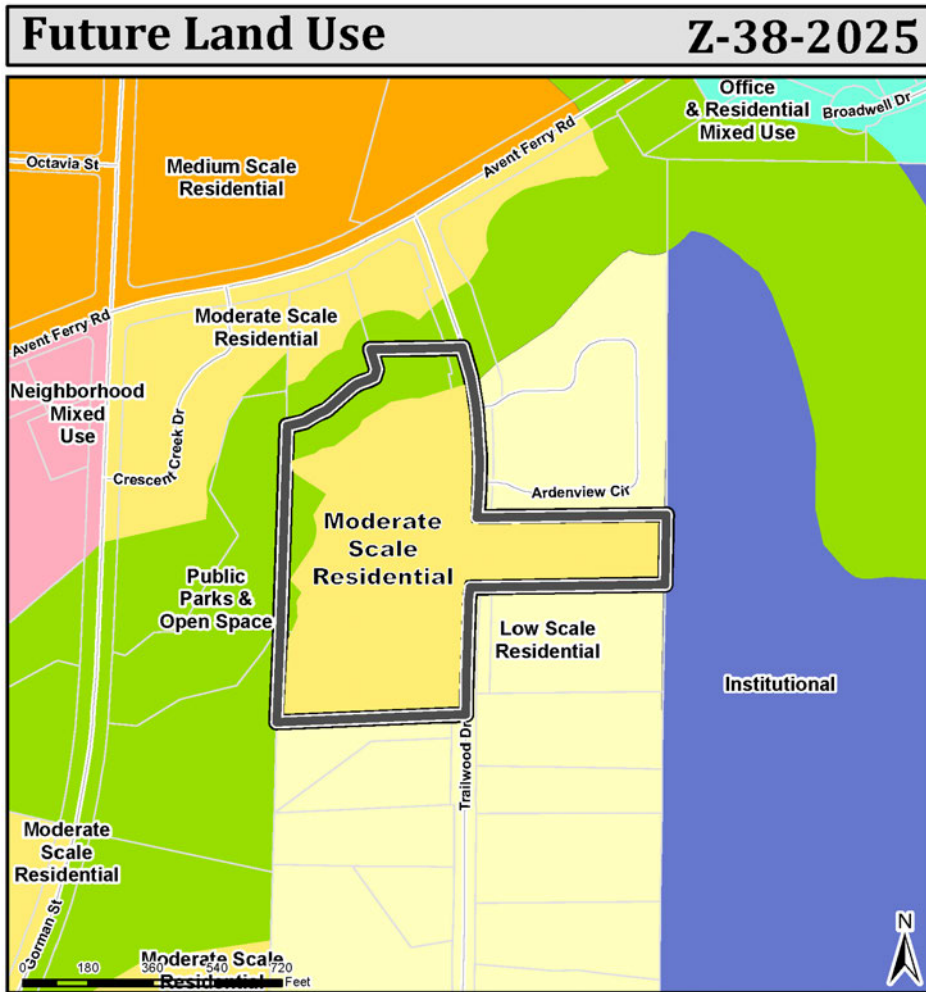 Future Land Use
Z-38-2025
Office
& Residential
Mixed Use
Broadwell Dr
Octavia St
Medium Scale
Residential
Avent Ferry Rd
Avent Ferry Rd
Moderate Scale
Residential
Neighborhood
Mixed
Use
Crescent Creek Dr
Ardenview Cir
Moderate
Scale
Residential
Public
Parks &
Open Space
Low Scale
Residential
Institutional
Trailwood Dr
Moderate
Scale
Residential
Gorman St
Moderate Scale
Residential
0 180 360 540 720
Feet
N